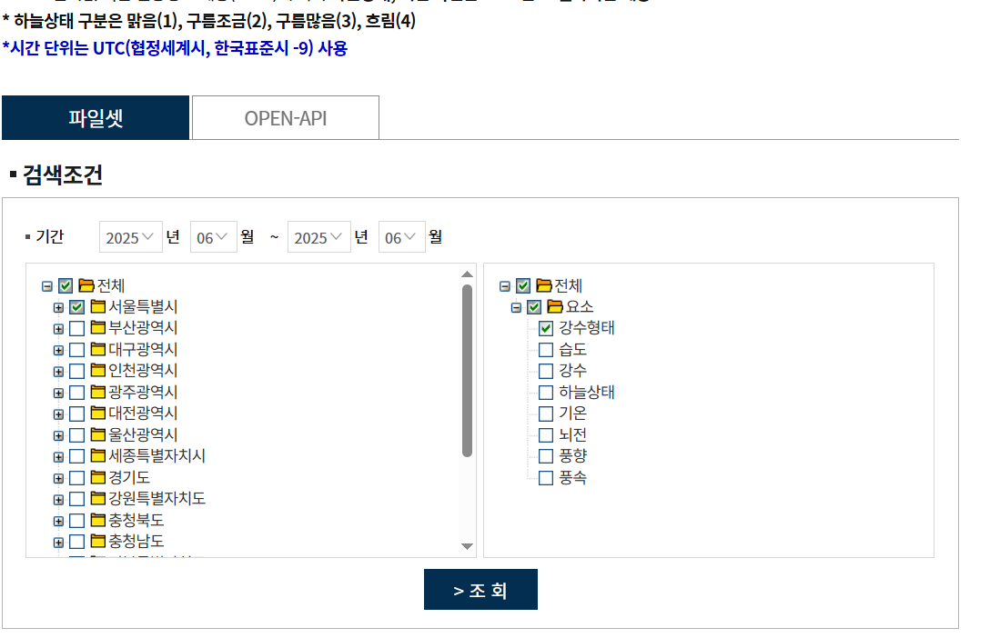 * 하늘상태 구분은 맑음(1), 구름조금(2), 구름많음(3), 흐림(4)
*시간 단위는 UTC(협정세계시, 한국표준시 -9) 사용
파일셋
OPEN-API
검색조건
기간 2025 년 06 월 ~ 2025 년 06 월
전체
서울특별시
부산광역시
대구광역시
인천광역시
광주광역시
대전광역시
울산광역시
세종특별자치시
경기도
강원특별자치도
충청북도
충청남도
전체
요소
강수형태
습도
강수
하늘상태
기온
뇌전
풍향
풍속
> 조 회